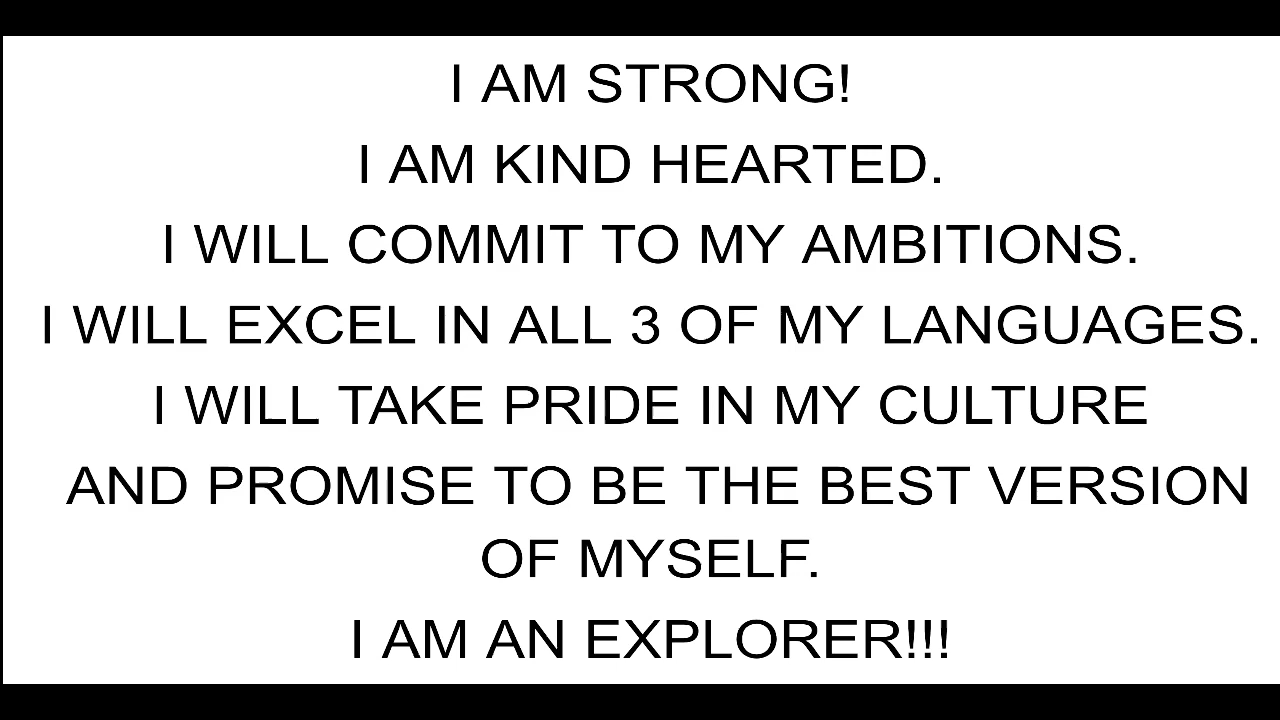 I AM STRONG!
I AM KIND HEARTED.
I WILL COMMIT TO MY AMBITIONS.
I WILL EXCEL IN ALL 3 OF MY LANGUAGES.
I WILL TAKE PRIDE IN MY CULTURE
AND PROMISE TO BE THE BEST VERSION
OF MYSELF.
I AM AN EXPLORER!!!